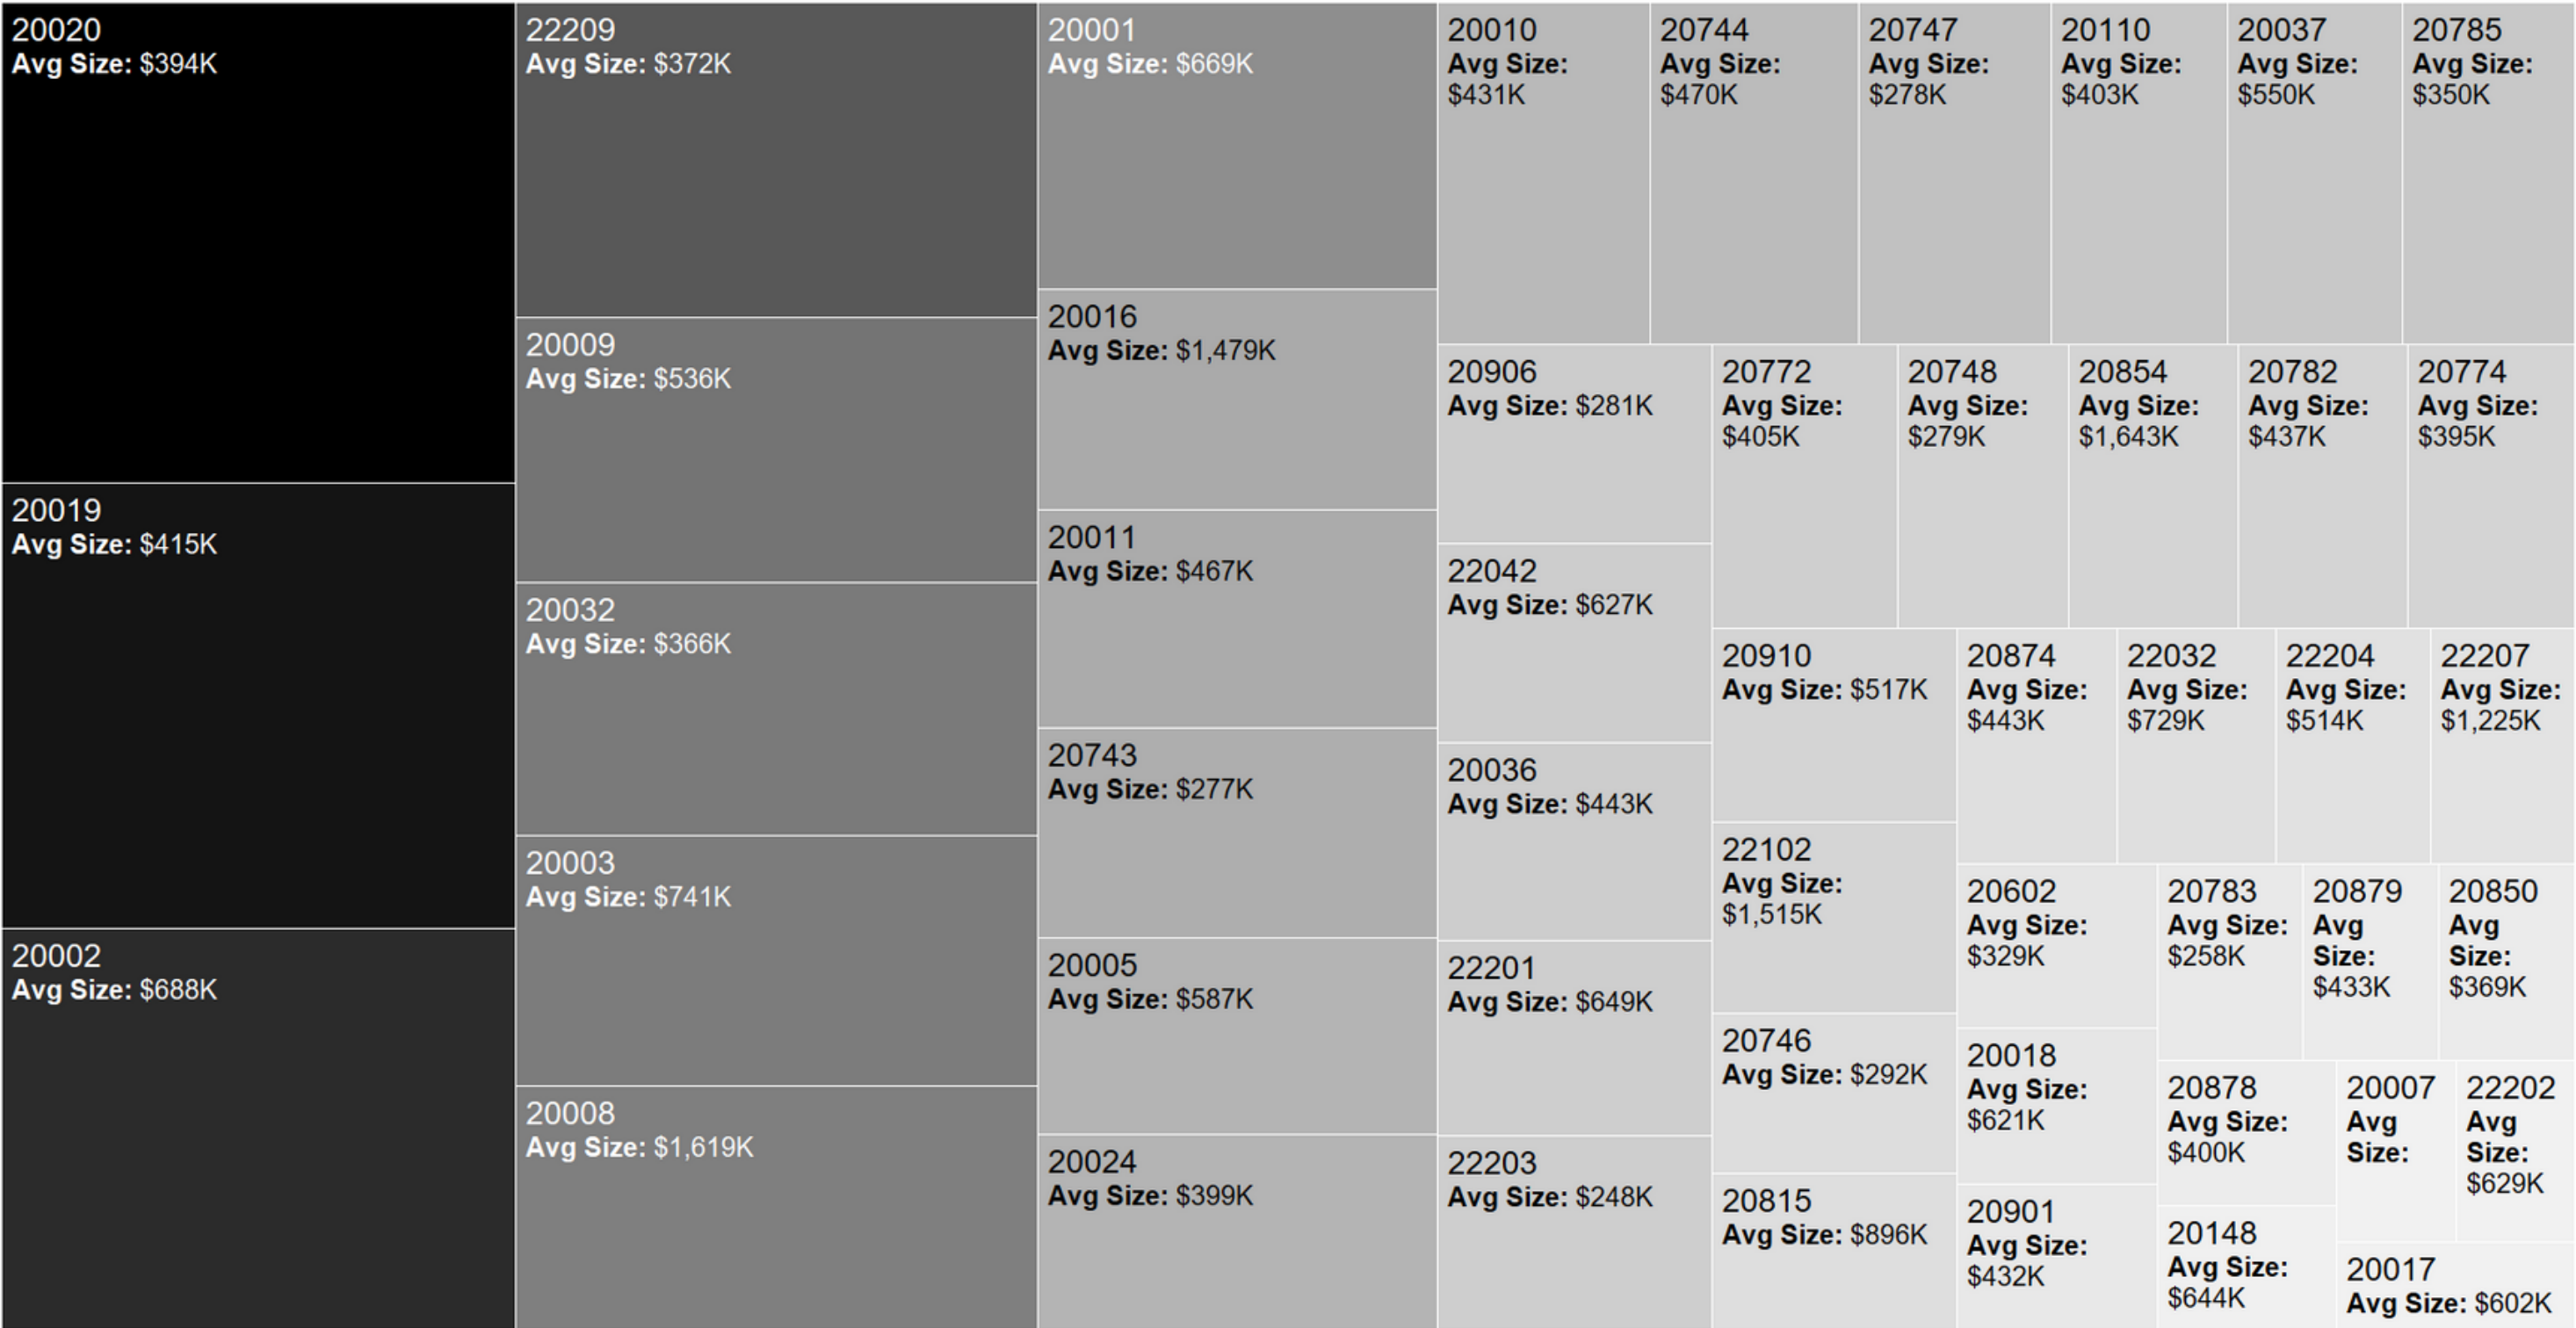 20020
Avg Size: $394K
20019
Avg Size: $415K
20002
Avg Size: $688K
22209
Avg Size: $372K
20009
Avg Size: $536K
20032
Avg Size: $366K
20003
Avg Size: $741K
20008
Avg Size: $1,619K
20001
Avg Size: $669K
20016
Avg Size: $1,479K
20011
Avg Size: $467K
20743
Avg Size: $277K
20005
Avg Size: $587K
20024
Avg Size: $399K
20010
Avg Size:
$431K
20744
Avg Size:
$470K
20747
Avg Size:
$278K
20110
Avg Size:
$403K
20037
Avg Size:
$550K
20785
Avg Size:
$350K
20906
Avg Size: $281K
22042
Avg Size: $627K
20036
Avg Size: $443K
22201
Avg Size: $649K
22203
Avg Size: $248K
20772
Avg Size:
$405K
20748
Avg Size:
$279K
20854
Avg Size:
$1,643K
20782
Avg Size:
$437K
20774
Avg Size:
$395K
20910
Avg Size: $517K
22102
Avg Size:
$1,515K
20746
Avg Size: $292K
20815
Avg Size: $896K
20874
Avg Size:
$443K
22032
Avg Size:
$729K
22204
Avg Size:
$514K
22207
Avg Size:
$1,225K
20602
Avg Size:
$329K
20018
Avg Size:
$621K
20901
Avg Size:
$432K
20783
Avg Size:
$258K
20879
Avg
Size:
$433K
20850
Avg
Size:
$369K
20878
Avg Size:
$400K
20148
Avg Size:
$644K
20007
Avg
Size:
22202
Avg
Size:
$629K
20017
Avg Size: $602K